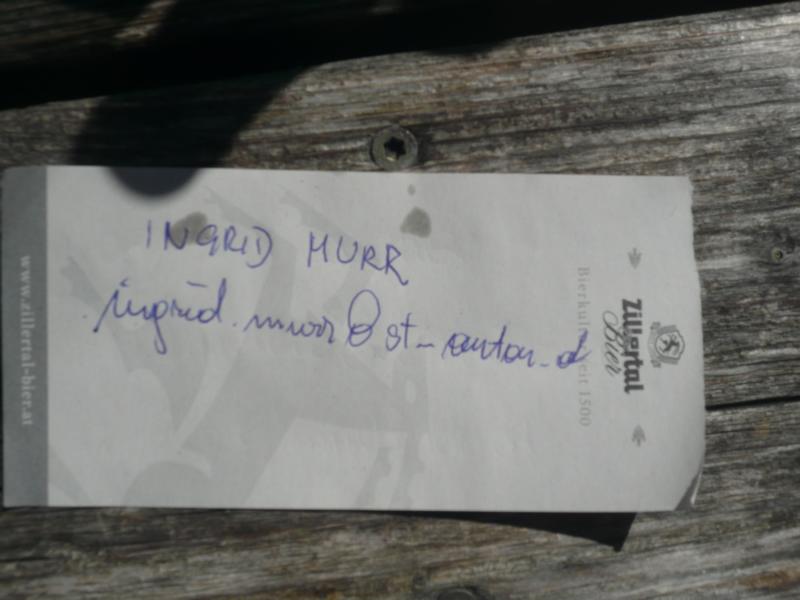 INGRID MURR
ingrid.murr@st-anton.at
www.zillertal-bier.at
Zillertal
Bier
Bierkultur seit 1500